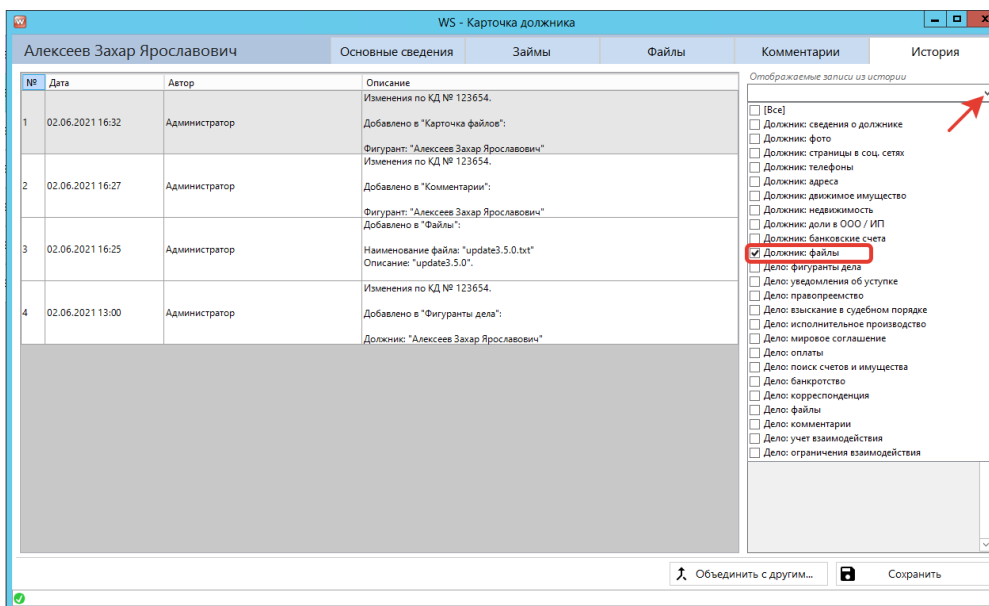 WS - Карточка должника
Алексеев Захар Ярославович
Основные сведения
Займы
Файлы
Комментарии
История
№ Дата Автор Описание
1 02.06.2021 16:32 Администратор
Изменения по КД № 123654.
Добавлено в "Карточка файлов":
Фигурант: "Алексеев Захар Ярославович"
2 02.06.2021 16:27 Администратор
Изменения по КД № 123654.
Добавлено в "Комментарии":
Фигурант: "Алексеев Захар Ярославович"
3 02.06.2021 16:25 Администратор
Добавлено в "Файлы":
Наименование файла: "update3.5.0.txt"
Описание: "update3.5.0".
4 02.06.2021 13:00 Администратор
Изменения по КД № 123654.
Добавлено в "Фигуранты дела":
Должник: "Алексеев Захар Ярославович"
Отображаемые записи из истории
[Все]
Должник: сведения о должнике
Должник: фото
Должник: страницы в соц. сетях
Должник: телефоны
Должник: адреса
Должник: движимое имущество
Должник: недвижимость
Должник: доли в ООО / ИП
Должник: банковские счета
Должник: файлы
Дело: фигуранты дела
Дело: уведомления об уступке
Дело: правопреемство
Дело: взыскание в судебном порядке
Дело: исполнительное производство
Дело: мировое соглашение
Дело: оплаты
Дело: поиск счетов и имущества
Дело: банкротство
Дело: корреспонденция
Дело: файлы
Дело: комментарии
Дело: учет взаимодействия
Дело: ограничения взаимодействия
Объединить с другим...
Сохранить